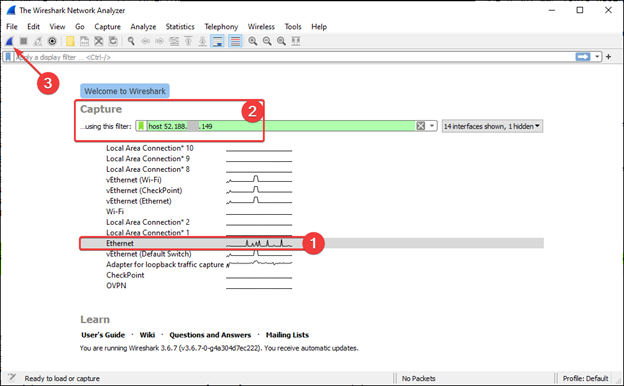 The Wireshark Network Analyzer
File Edit View Go Capture Analyze Statistics Telephony Wireless Tools Help
3
Apply a display filter ... <Ctrl-/>
Welcome to Wireshark
Capture
2
...using this filter: host 52.188. .149 14 interfaces shown, 1 hidden
Local Area Connection* 10
Local Area Connection* 9
Local Area Connection* 8
vEthernet (Wi-Fi)
vEthernet (CheckPoint)
vEthernet (Ethernet)
Wi-Fi
Local Area Connection* 2
Local Area Connection* 1
Ethernet 1
vEthernet (Default Switch)
Adapter for loopback traffic capture
CheckPoint
OVPN
Learn
User's Guide · Wiki · Questions and Answers · Mailing Lists
You are running Wireshark 3.6.7 (v3.6.7-0-g4a304d7ec222). You receive automatic updates.
Ready to load or capture No Packets Profile: Default